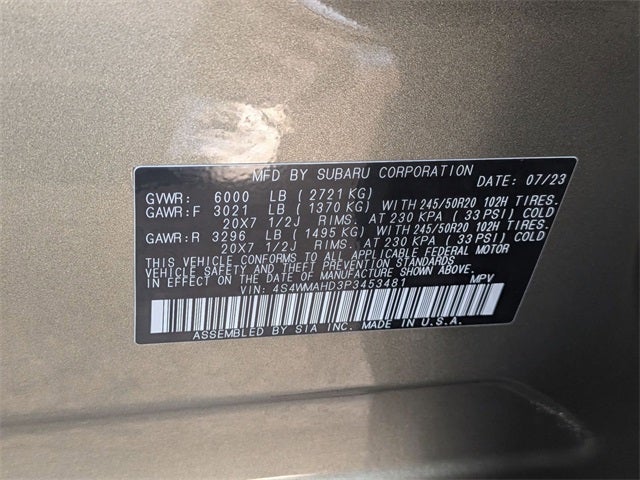 MFD BY SUBARU CORPORATION
DATE: 07/23
GVWR: 6000 LB (2721 KG)
GAWR:F 3021 LB (1370 KG) WITH 245/50R20 102H TIRES.
20X7 1/2J RIMS. AT 230 KPA (33 PSI) COLD
GAWR:R 3296 LB (1495 KG) WITH 245/50R20 102H TIRES.
20X7 1/2J RIMS. AT 230 KPA (33 PSI) COLD
THIS VEHICLE CONFORMS TO ALL APPLICABLE FEDERAL MOTOR
VEHICLE SAFETY AND THEFT PREVENTION STANDARDS
IN EFFECT ON THE DATE OF MANUFACTURE SHOWN ABOVE.
VIN: 4S4WMAHD3P3453481 MPV
ASSEMBLED BY SIA INC. MADE IN U.S.A.